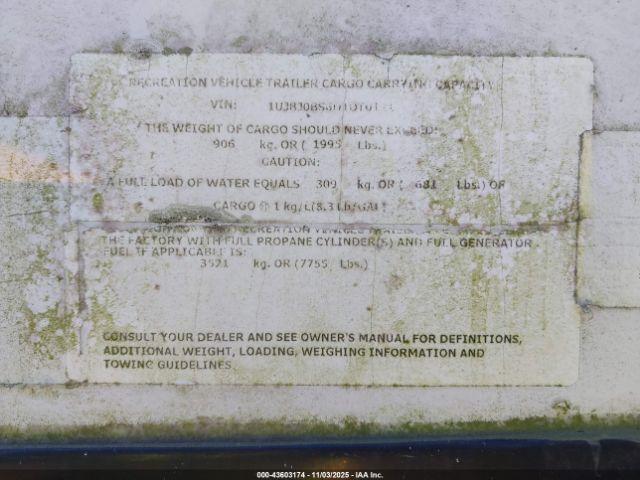 RECREATION VEHICLE TRAILER CARGO CARRYING CAPACITY
VIN:
THE WEIGHT OF CARGO SHOULD NEVER EXCEED:
906 kg. OR ( 1995 Lbs.)
CAUTION:
A FULL LOAD OF WATER EQUALS 309 kg. OR ( 681 Lbs.) OF
CARGO @ 1 kg/L(8.3 Lb/GAL)
RECREATION VEHICLE
THE FACTORY WITH FULL PROPANE CYLINDER(S) AND FULL GENERATOR
FUEL IF APPLICABLE IS:
3521 kg. OR (7755 Lbs.)
CONSULT YOUR DEALER AND SEE OWNER'S MANUAL FOR DEFINITIONS,
ADDITIONAL WEIGHT, LOADING, WEIGHING INFORMATION AND
TOWING GUIDELINES
000-43603174 - 11/03/2025 - IAA Inc.